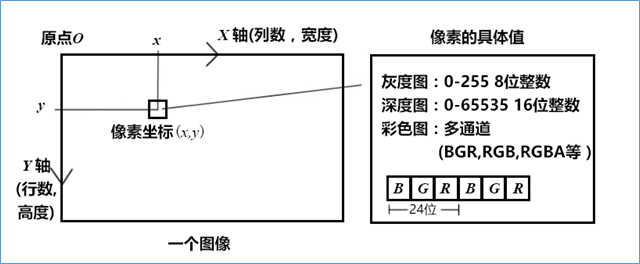 原点O
x
X 轴(列数，宽度)
y
像素坐标(x,y)
Y 轴
(行数,
高度)
一个图像
像素的具体值
灰度图：0-255 8位整数
深度图：0-65535 16位整数
彩色图：多通道
(BGR,RGB,RGBA等）
B G R B G R
24位